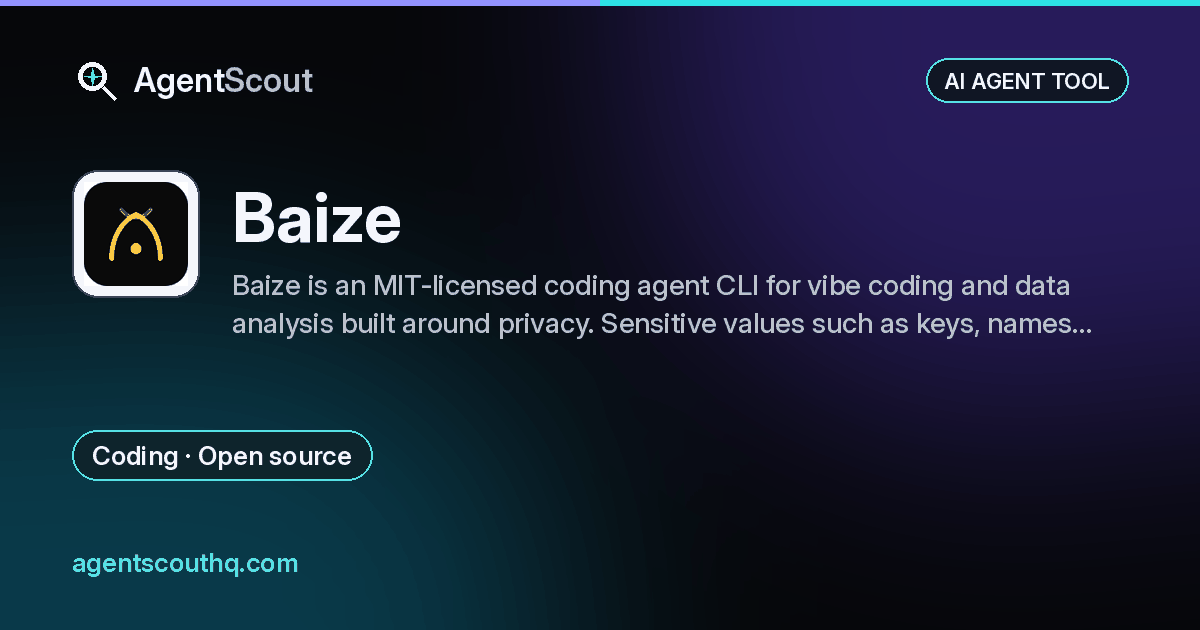 AgentScout
AI AGENT TOOL
Baize
Baize is an MIT-licensed coding agent CLI for vibe coding and data
analysis built around privacy. Sensitive values such as keys, names...
Coding · Open source
agentscouthq.com